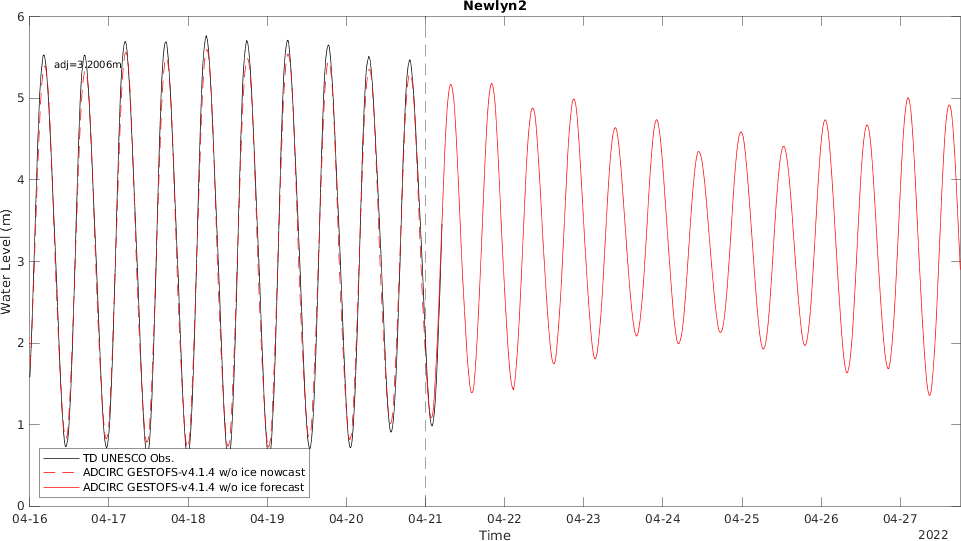 Newlyn2
6
5
4
3
2
1
0
Water Level (m)
adj=3.2006m
TD UNESCO Obs.
ADCIRC GESTOFS-v4.1.4 w/o ice nowcast
ADCIRC GESTOFS-v4.1.4 w/o ice forecast
04-16 04-17 04-18 04-19 04-20 04-21 04-22 04-23 04-24 04-25 04-26 04-27
Time
2022